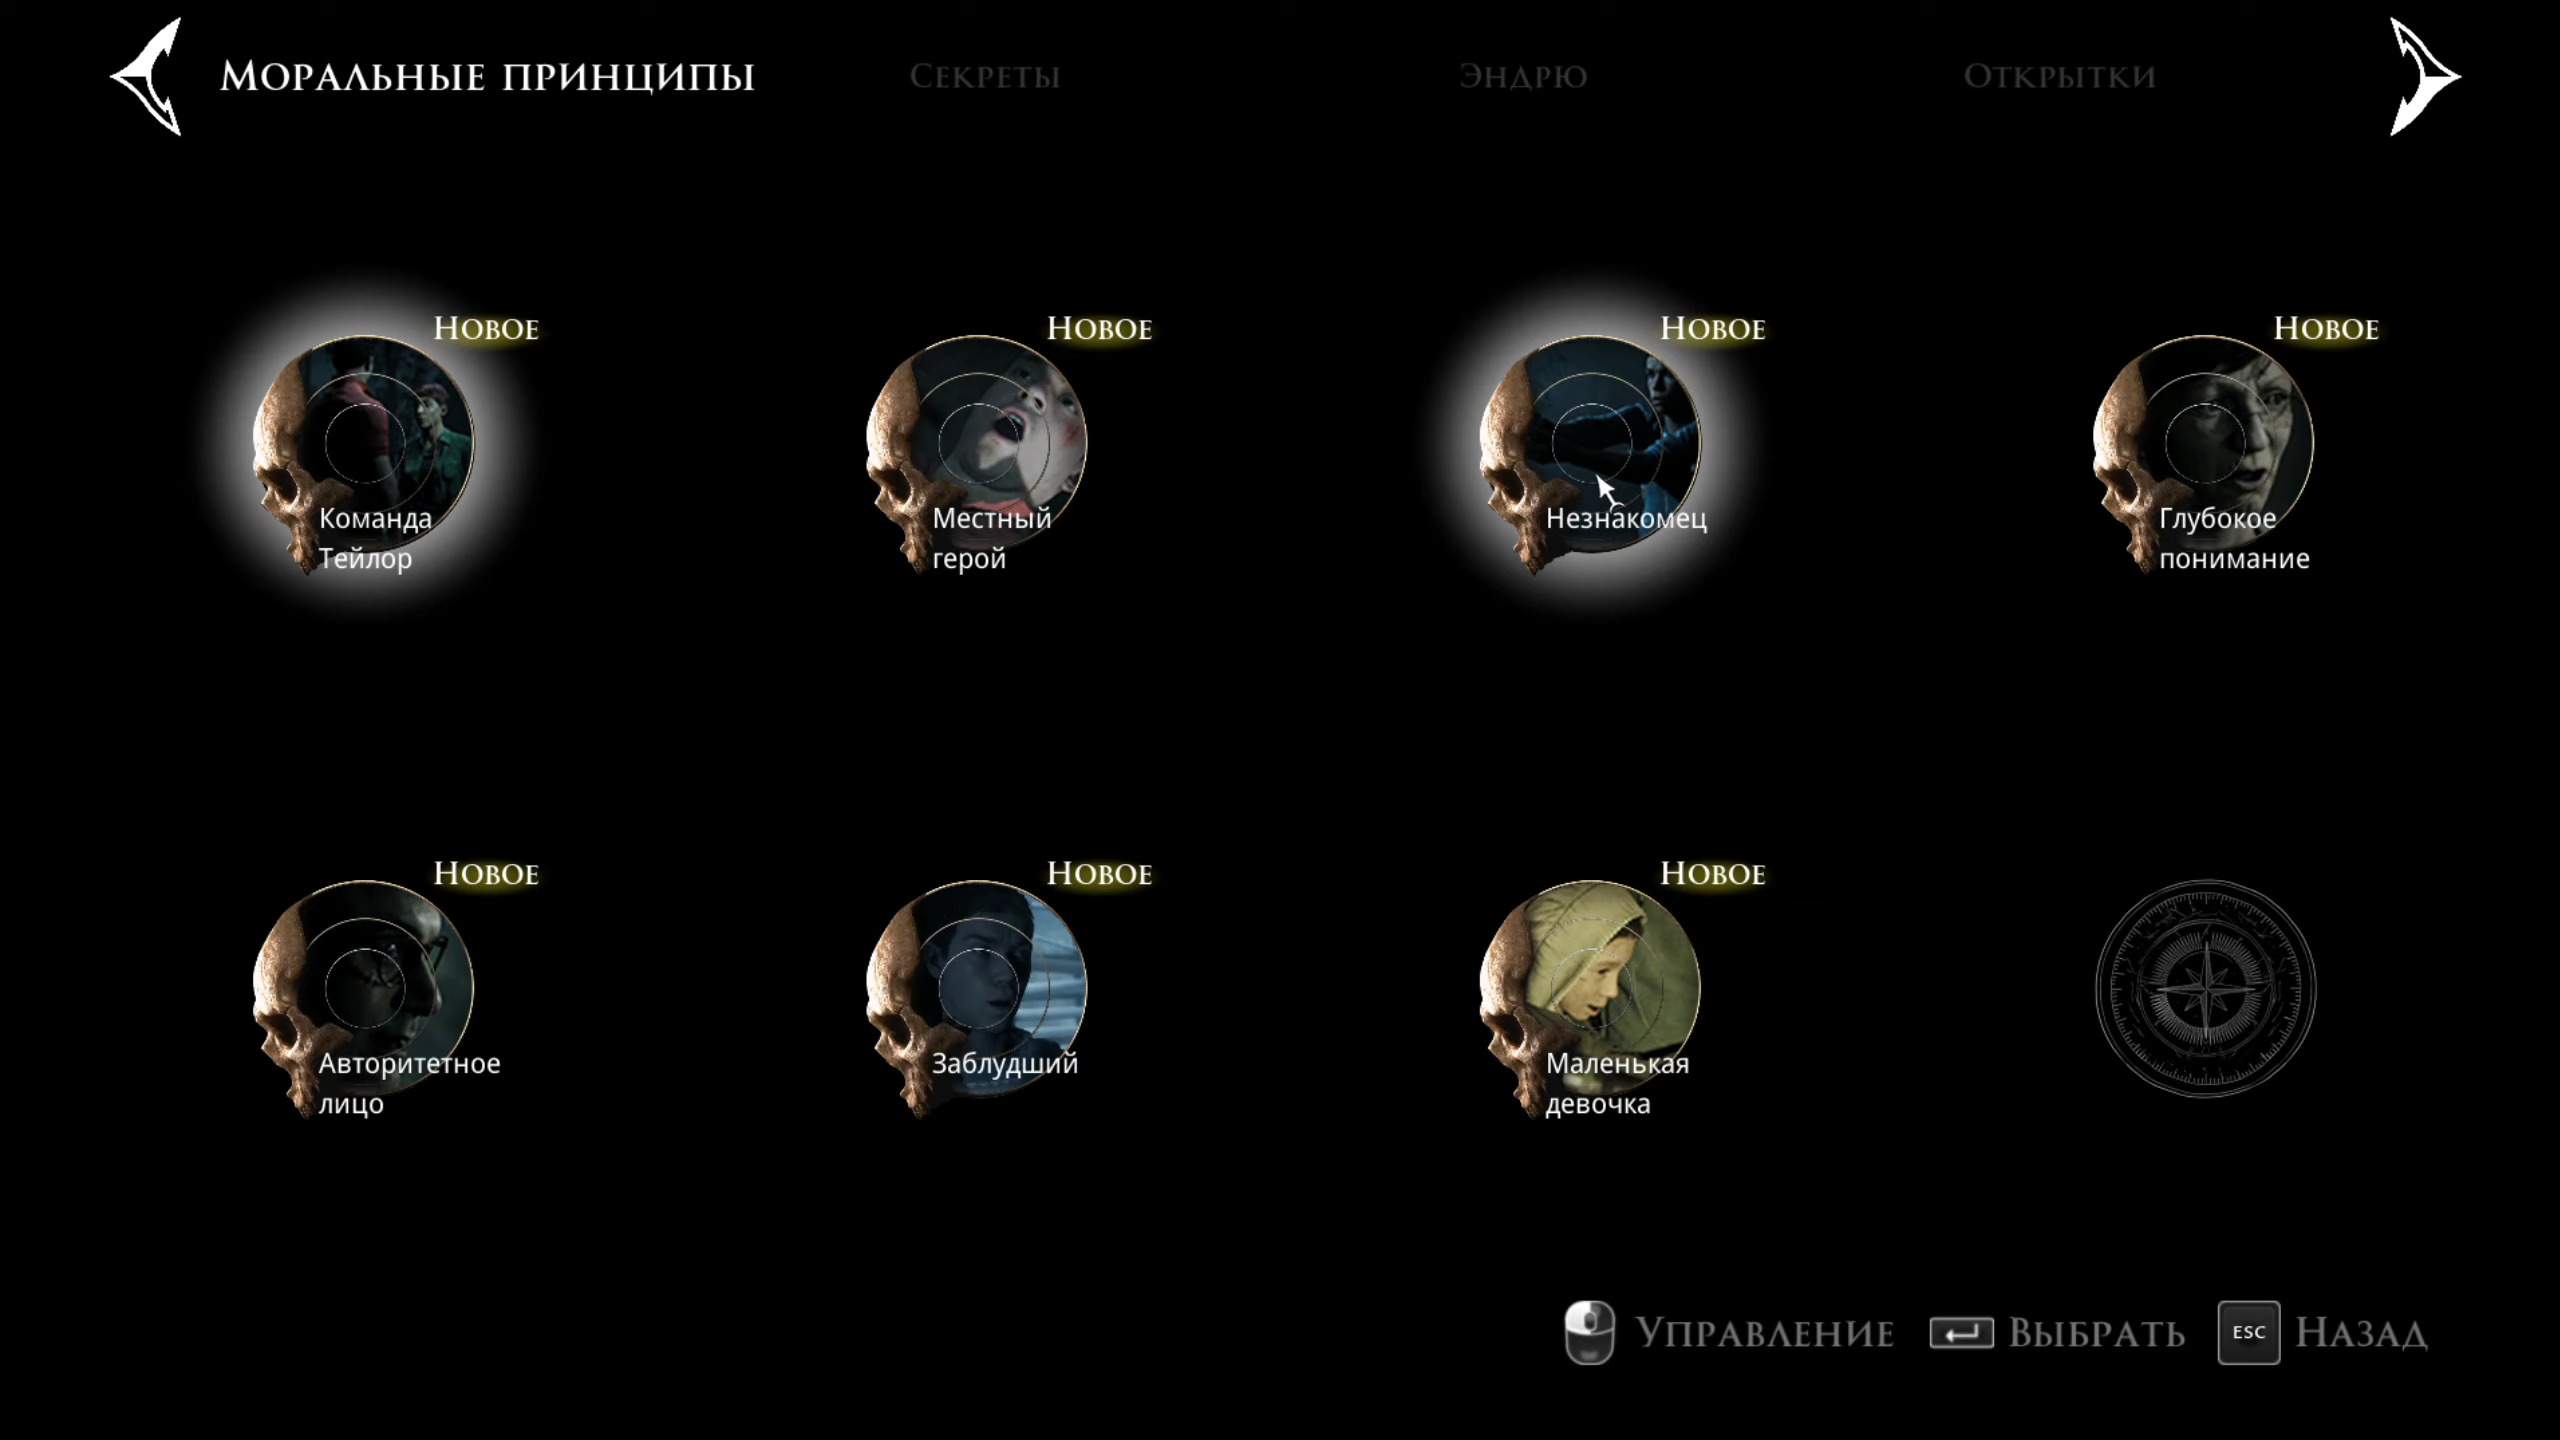 Моральные принципы
Секреты
Эндрю
Открытки
Новое
Новое
Новое
Новое
Команда
Тейлор
Местный
герой
Незнакомец
Глубокое
понимание
Новое
Новое
Новое
Авторитетное
лицо
Заблудший
Маленькая
девочка
Управление
Выбрать
ESC
Назад